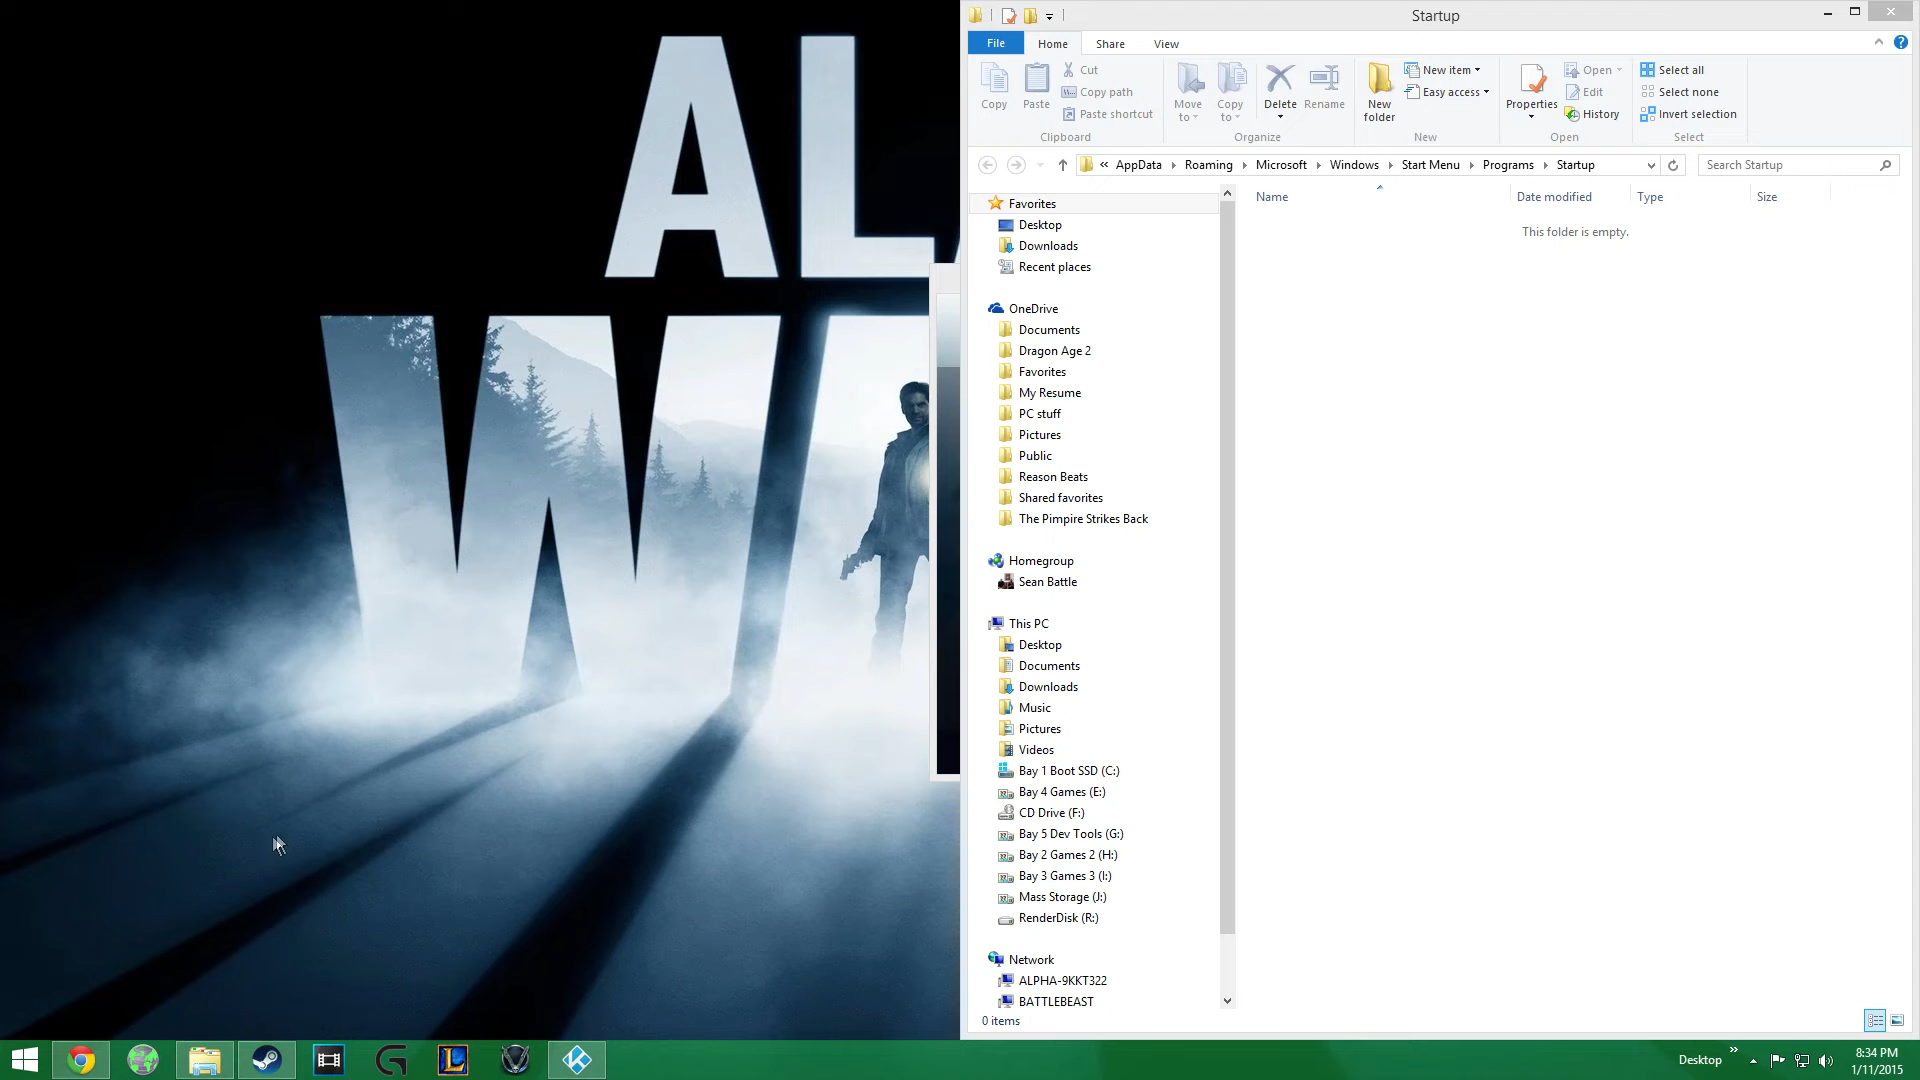 AL
W
Startup
File Home Share View
Copy
Paste
Cut
Copy path
Paste shortcut
Move to
Copy to
Delete
Rename
New folder
New item
Easy access
Properties
Open
Edit
History
Select all
Select none
Invert selection
Clipboard Organize New Open Select
« AppData Roaming Microsoft Windows Start Menu Programs Startup
Search Startup
Name Date modified Type Size
This folder is empty.
Favorites
Desktop
Downloads
Recent places
OneDrive
Documents
Dragon Age 2
Favorites
My Resume
PC stuff
Pictures
Public
Reason Beats
Shared favorites
The Pimpire Strikes Back
Homegroup
Sean Battle
This PC
Desktop
Documents
Downloads
Music
Pictures
Videos
Bay 1 Boot SSD (C:)
Bay 4 Games (E:)
CD Drive (F:)
Bay 5 Dev Tools (G:)
Bay 2 Games 2 (H:)
Bay 3 Games 3 (I:)
Mass Storage (J:)
RenderDisk (R:)
Network
ALPHA-9KKT322
BATTLEBEAST
0 items
Desktop
8:34 PM
1/11/2015